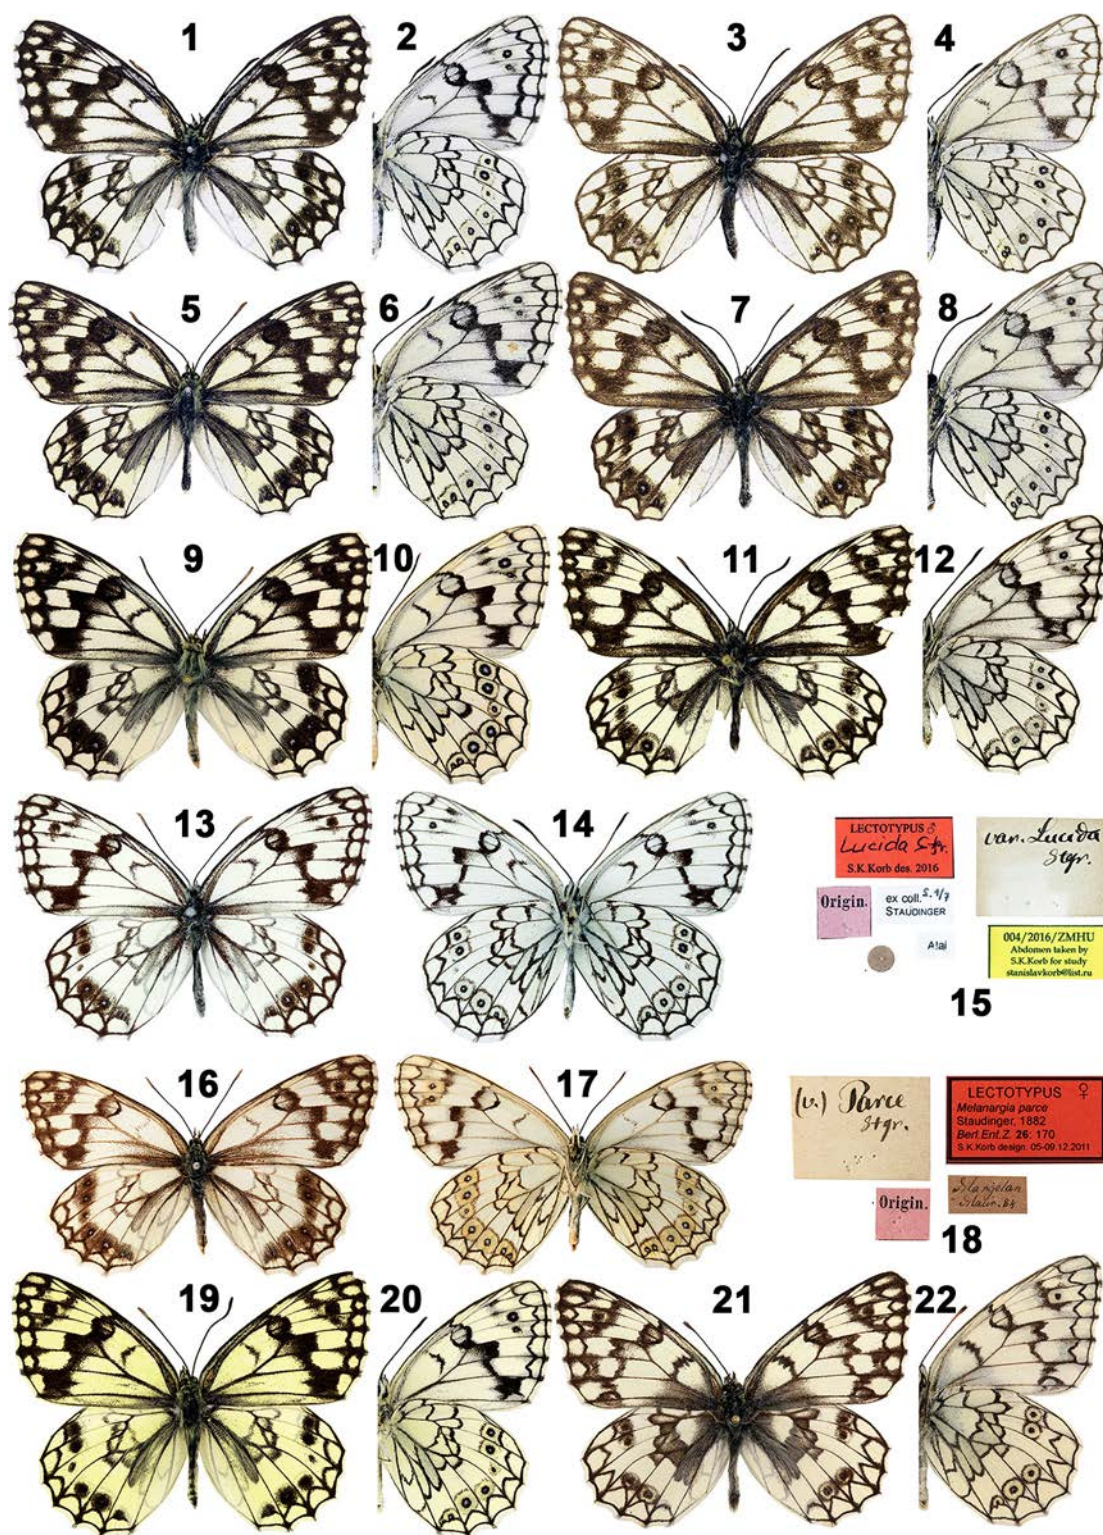 1
2
3
4
5
6
7
8
9
10
11
12
13
14
LECTOTYPUS ♂
Lucida Stgr.
S.K.Korb des. 2016
var. Lucida
Stgr.
Origin.
ex coll. S. 1/7
STAUDINGER
Alai
004/2016/ZMHU
Abdomen taken by
S.K.Korb for study
stanislavkorb@list.ru
15
16
17
(v.) Parce
Stgr.
LECTOTYPUS ♀
Melanargia parce
Staudinger, 1882
Berl.Ent.Z. 26: 170
S.K.Korb design. 05-09.12.2011
Origin.
18
19
20
21
22